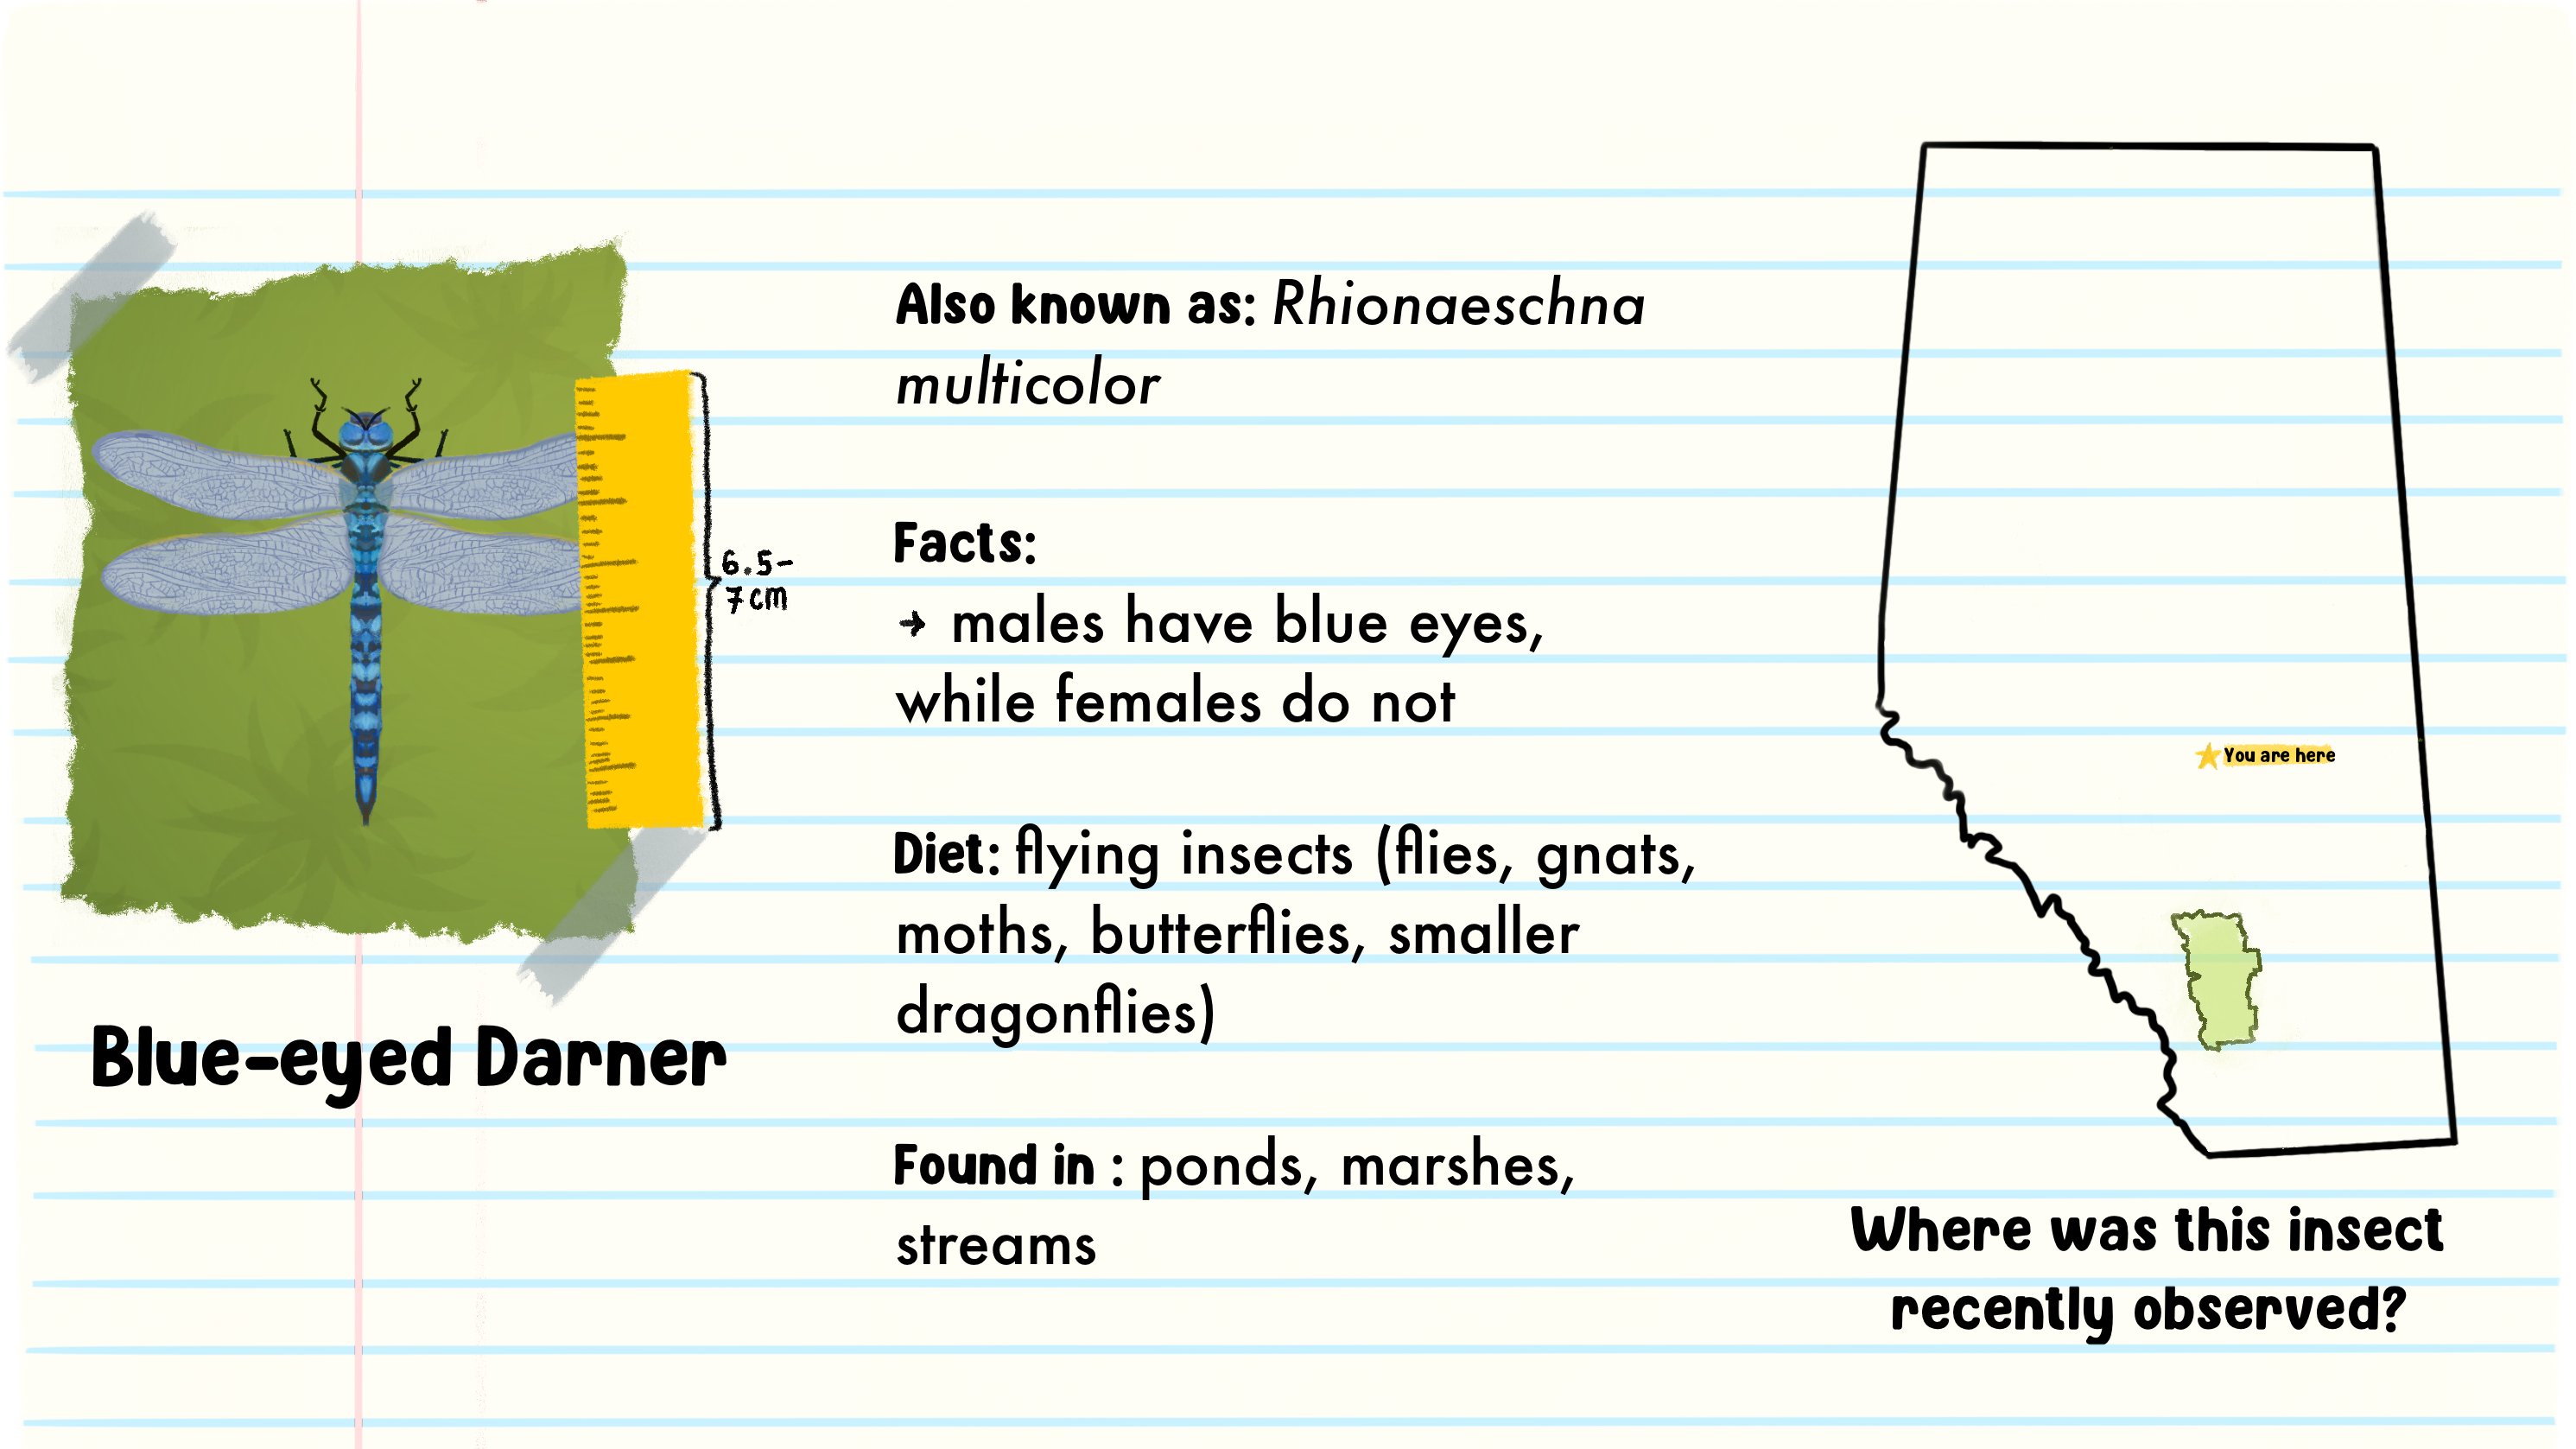 6.5-
7cm
Blue-eyed Darner
Also known as: Rhionaeschna
multicolor
Facts:
→ males have blue eyes,
while females do not
Diet: flying insects (flies, gnats,
moths, butterflies, smaller
dragonflies)
Found in : ponds, marshes,
streams
You are here
Where was this insect
recently observed?